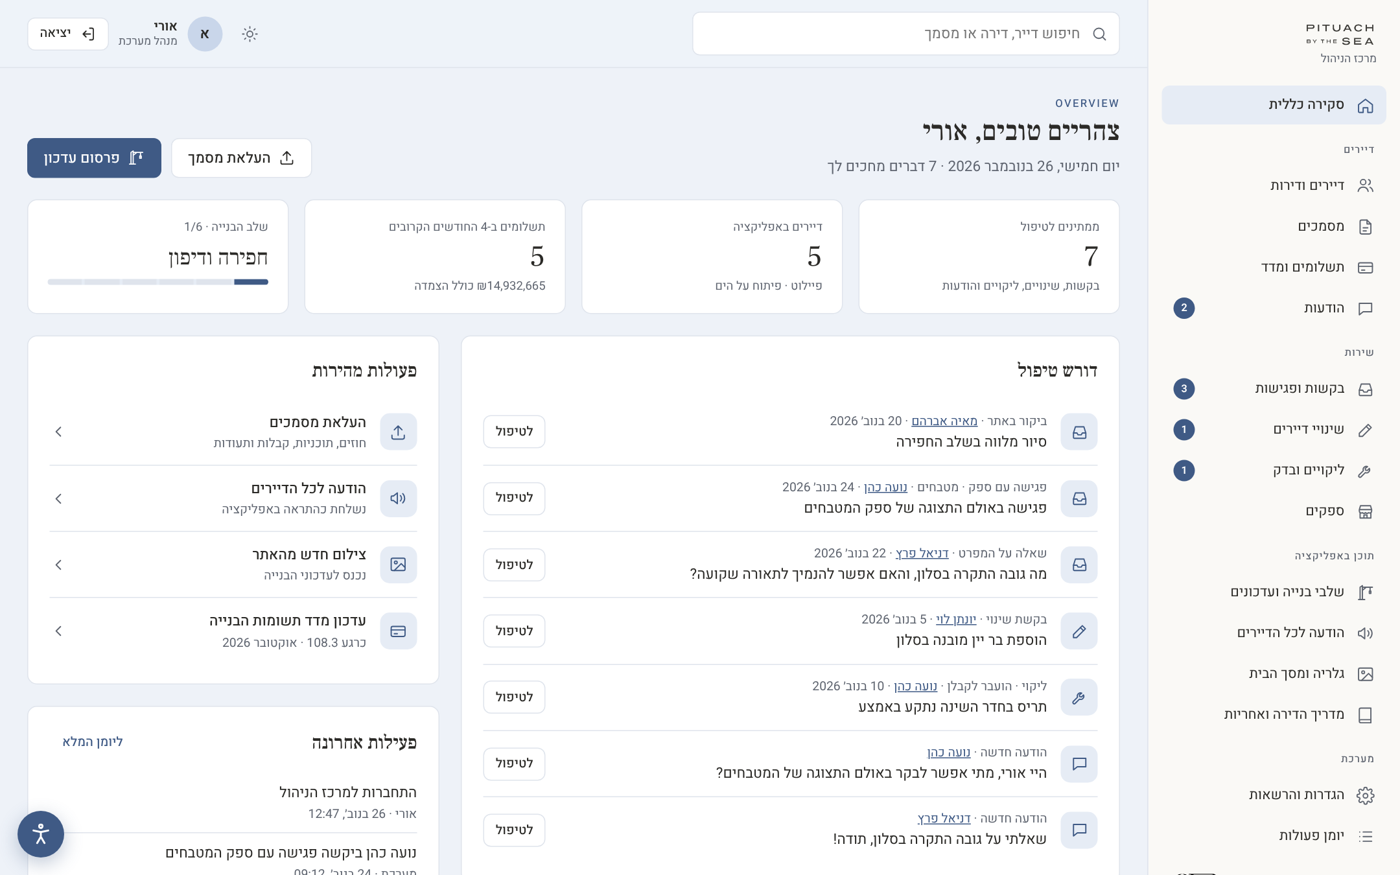 PITUACH
BY THE SEA
מרכז הניהול
סקירה כללית
דיירים
דיירים ודירות
מסמכים
תשלומים ומדד
הודעות
2
שירות
בקשות ופגישות
3
שינויי דיירים
1
ליקויים ובדק
1
ספקים
תוכן באפליקציה
שלבי בנייה ועדכונים
הודעה לכל הדיירים
גלריה ומסך הבית
מדריך הדירה ואחריות
מערכת
הגדרות והרשאות
יומן פעולות
חיפוש דייר, דירה או מסמך
א
אורי
מנהל מערכת
יציאה
OVERVIEW
צהריים טובים, אורי
יום חמישי, 26 בנובמבר 2026 · 7 דברים מחכים לך
העלאת מסמך
פרסום עדכון
ממתינים לטיפול
7
בקשות, שינויים, ליקויים והודעות
דיירים באפליקציה
5
פיילוט · פיתוח על הים
תשלומים ב-4 החודשים הקרובים
5
₪14,932,665 כולל הצמדה
שלב הבנייה · 1/6
חפירה ודיפון
דורש טיפול
ביקור באתר · מאיה אברהם · 20 בנוב׳ 2026
סיור מלווה בשלב החפירה
לטיפול
פגישה עם ספק · מטבחים · נועה כהן · 24 בנוב׳ 2026
פגישה באולם התצוגה של ספק המטבחים
לטיפול
שאלה על המפרט · דניאל פרץ · 22 בנוב׳ 2026
מה גובה התקרה בסלון, והאם אפשר להנמיך לתאורה שקועה?
לטיפול
בקשת שינוי · יונתן לוי · 5 בנוב׳ 2026
הוספת בר יין מובנה בסלון
לטיפול
ליקוי · הועבר לקבלן · נועה כהן · 10 בנוב׳ 2026
תריס בחדר השינה נתקע באמצע
לטיפול
הודעה חדשה · נועה כהן
היי אורי, מתי אפשר לבקר באולם התצוגה של המטבחים?
לטיפול
הודעה חדשה · דניאל פרץ
שאלתי על גובה התקרה בסלון, תודה!
לטיפול
פעולות מהירות
העלאת מסמכים
חוזים, תוכניות, קבלות ותעודות
הודעה לכל הדיירים
נשלחת כהתראה באפליקציה
צילום חדש מהאתר
נכנס לעדכוני הבנייה
עדכון מדד תשומות הבנייה
כרגע 108.3 · אוקטובר 2026
פעילות אחרונה
ליומן המלא
התחברות למרכז הניהול
אורי · 26 בנוב׳, 12:47
נועה כהן ביקשה פגישה עם ספק המטבחים
מערכת · 24 בנוב׳, 09:12